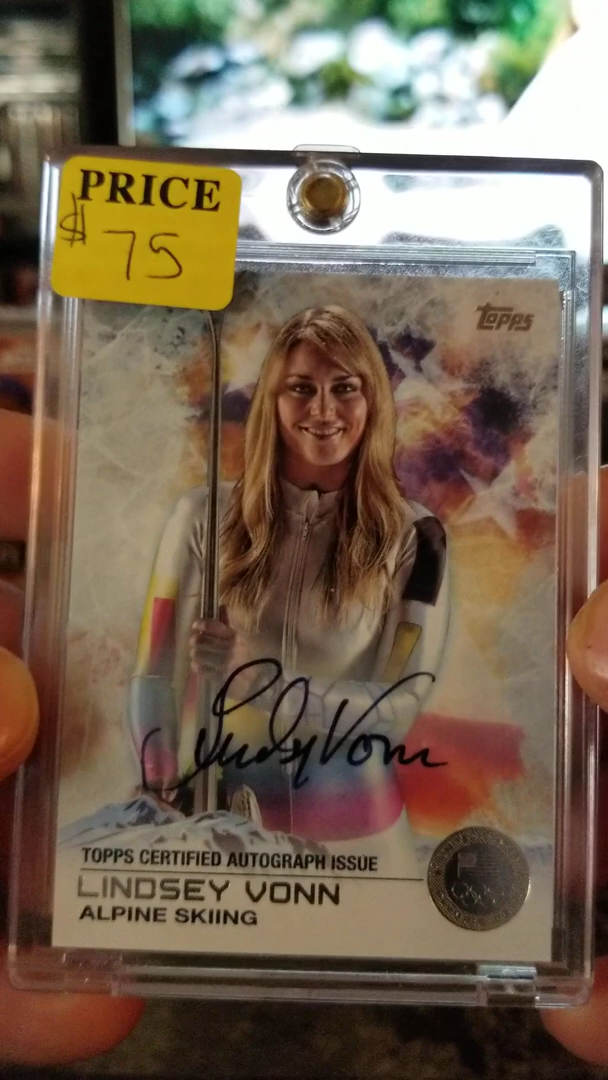 PRICE
$75
Topps
Lindsey Vonn
TOPPS CERTIFIED AUTOGRAPH ISSUE
LINDSEY VONN
ALPINE SKIING